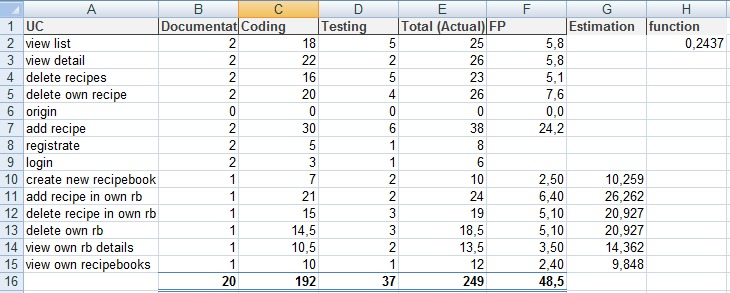 A B C D E F G H
1 UC Documentat Coding Testing Total (Actual) FP Estimation function
2 view list 2 18 5 25 5,8 0,2437
3 view detail 2 22 2 26 5,8
4 delete recipes 2 16 5 23 5,1
5 delete own recipe 2 20 4 26 7,6
6 origin 0 0 0 0 0,0
7 add recipe 2 30 6 38 24,2
8 registrate 2 5 1 8
9 login 2 3 1 6
10 create new recipebook 1 7 2 10 2,50 10,259
11 add recipe in own rb 1 21 2 24 6,40 26,262
12 delete recipe in own rb 1 15 3 19 5,10 20,927
13 delete own rb 1 14,5 3 18,5 5,10 20,927
14 view own rb details 1 10,5 2 13,5 3,50 14,362
15 view own recipebooks 1 10 1 12 2,40 9,848
16 20 192 37 249 48,5